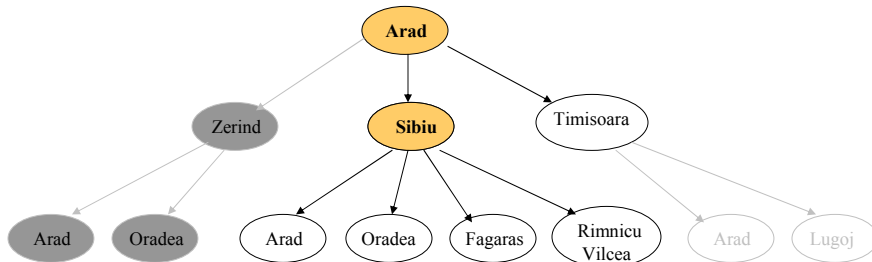 Arad
Zerind
Sibiu
Timisoara
Arad
Oradea
Arad
Oradea
Fagaras
Rimnicu
Vilcea
Arad
Lugoj